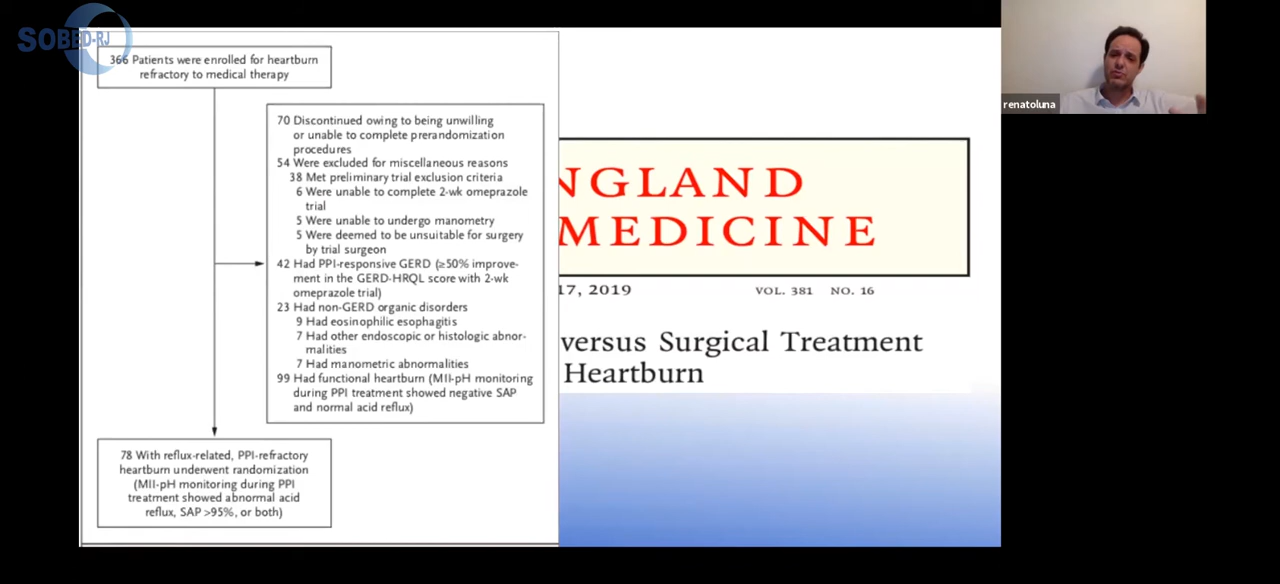 SOBED-RJ
366 Patients were enrolled for heartburn
refractory to medical therapy
70 Discontinued owing to being unwilling
or unable to complete prerandomization
procedures
54 Were excluded for miscellaneous reasons
38 Met preliminary trial exclusion criteria
6 Were unable to complete 2-wk omeprazole
trial
5 Were unable to undergo manometry
5 Were deemed to be unsuitable for surgery
by trial surgeon
42 Had PPI-responsive GERD (≥50% improve-
ment in the GERD-HRQL score with 2-wk
omeprazole trial)
23 Had non-GERD organic disorders
9 Had eosinophilic esophagitis
7 Had other endoscopic or histologic abnor-
malities
7 Had manometric abnormalities
99 Had functional heartburn (MII-pH monitoring
during PPI treatment showed negative SAP
and normal acid reflux)
78 With reflux-related, PPI-refractory
heartburn underwent randomization
(MII-pH monitoring during PPI
treatment showed abnormal acid
reflux, SAP >95%, or both)
NGLAND
MEDICINE
17, 2019 VOL. 381 NO. 16
versus Surgical Treatment
Heartburn
renatoluna